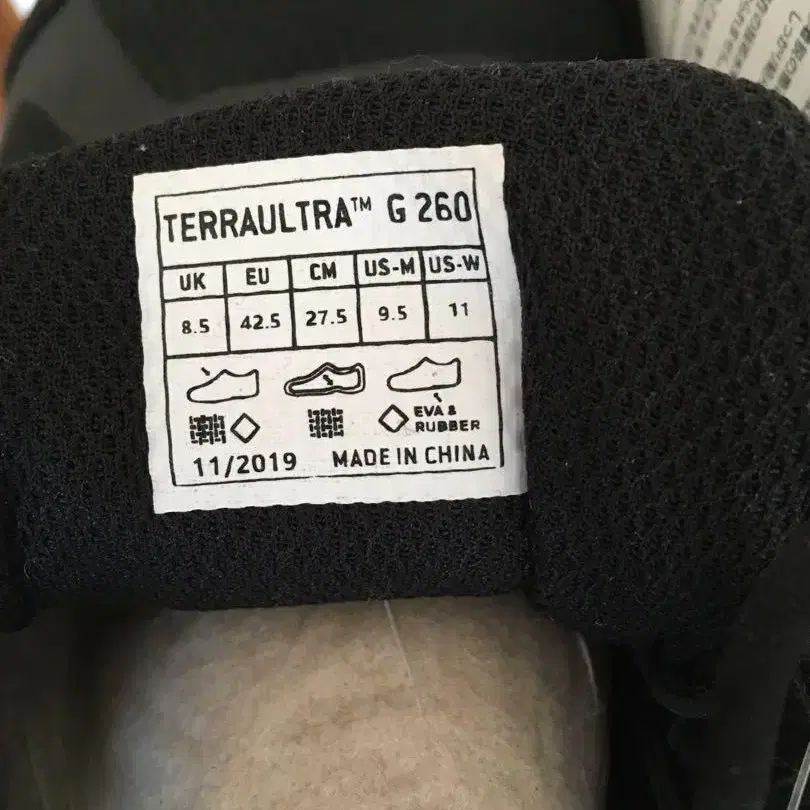 TERRAULTRA™ G 260
UK EU CM US-M US-W
8.5 42.5 27.5 9.5 11
EVA &
RUBBER
11/2019 MADE IN CHINA